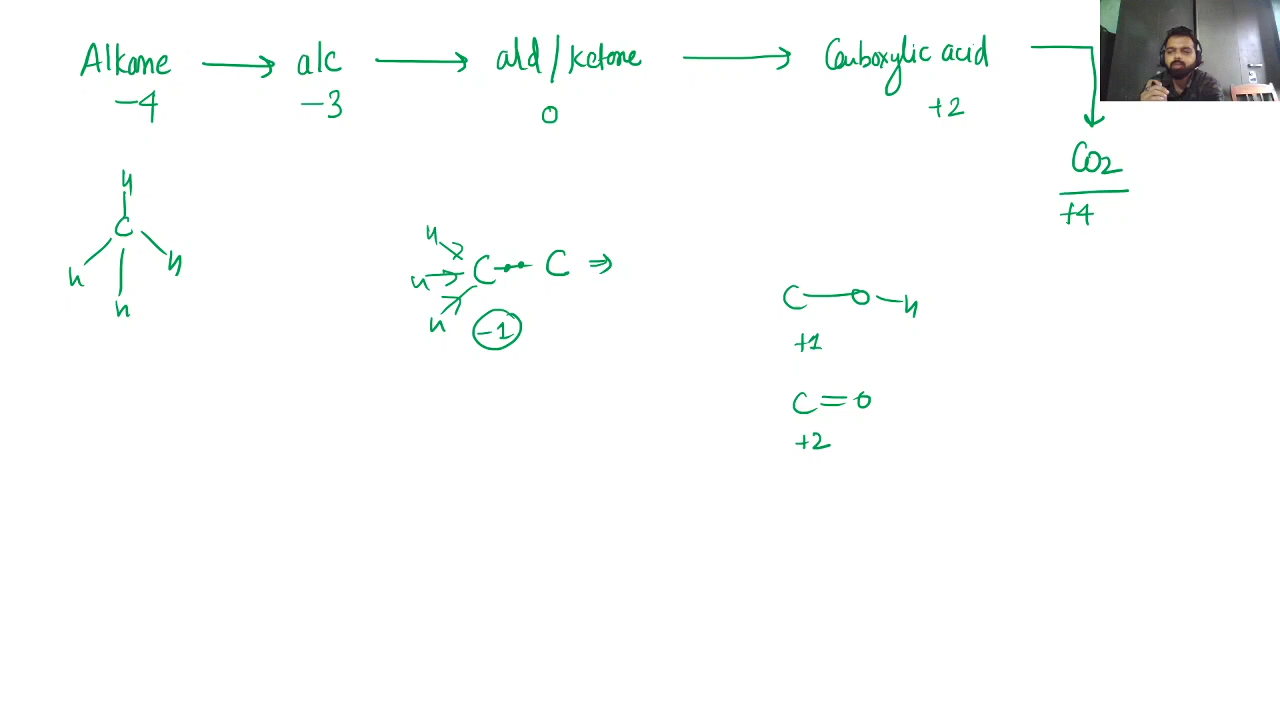 Alkane → alc → ald/ketone → Carboxylic acid
-4 -3 0 +2
CO2
+4
H
C
H H
H
H
H C C ⇒
H
-1
C-O-H
+1
C=O
+2